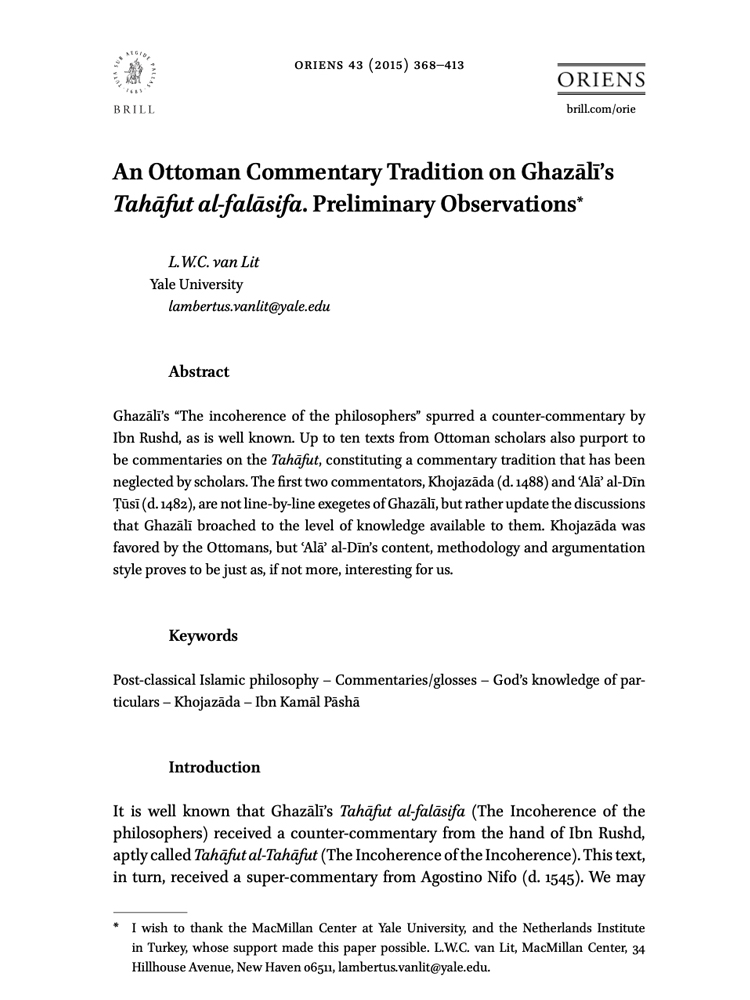 ORIENS 43 (2015) 368–413
BRILL
ORIENS
brill.com/orie
An Ottoman Commentary Tradition on Ghazālī’s
Tahāfut al-falāsifa. Preliminary Observations*
L.W.C. van Lit
Yale University
lambertus.vanlit@yale.edu
Abstract
Ghazālī’s “The incoherence of the philosophers” spurred a counter-commentary by
Ibn Rushd, as is well known. Up to ten texts from Ottoman scholars also purport to
be commentaries on the Tahāfut, constituting a commentary tradition that has been
neglected by scholars. The first two commentators, Khojazāda (d. 1488) and ʿAlāʾ al-Dīn
Ṭūsī (d. 1482), are not line-by-line exegetes of Ghazālī, but rather update the discussions
that Ghazālī broached to the level of knowledge available to them. Khojazāda was
favored by the Ottomans, but ʿAlāʾ al-Dīn’s content, methodology and argumentation
style proves to be just as, if not more, interesting for us.
Keywords
Post-classical Islamic philosophy – Commentaries/glosses – God’s knowledge of par-
ticulars – Khojazāda – Ibn Kamāl Pāshā
Introduction
It is well known that Ghazālī’s Tahāfut al-falāsifa (The Incoherence of the
philosophers) received a counter-commentary from the hand of Ibn Rushd,
aptly called Tahāfut al-Tahāfut (The Incoherence of the Incoherence). This text,
in turn, received a super-commentary from Agostino Nifo (d. 1545). We may
* I wish to thank the MacMillan Center at Yale University, and the Netherlands Institute
in Turkey, whose support made this paper possible. L.W.C. van Lit, MacMillan Center, 34
Hillhouse Avenue, New Haven 06511, lambertus.vanlit@yale.edu.